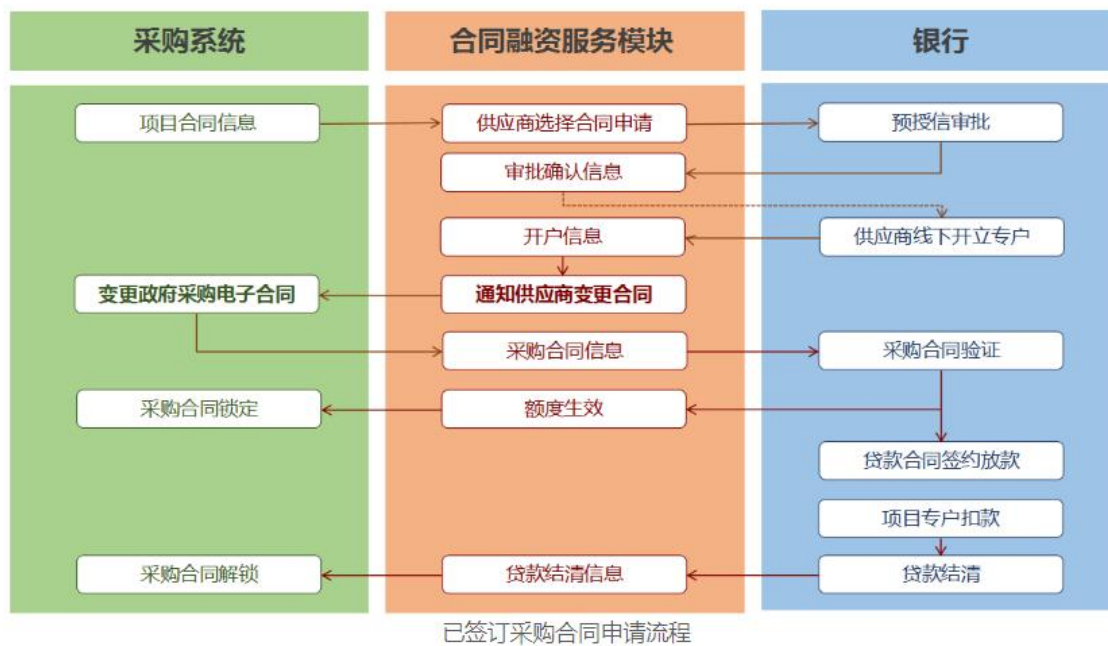 采购系统
合同融资服务模块
银行
项目合同信息
供应商选择合同申请
预授信审批
审批确认信息
开户信息
供应商线下开立专户
变更政府采购电子合同
通知供应商变更合同
采购合同信息
采购合同验证
采购合同锁定
额度生效
贷款合同签约放款
项目专户扣款
采购合同解锁
贷款结清信息
贷款结清
已签订采购合同申请流程